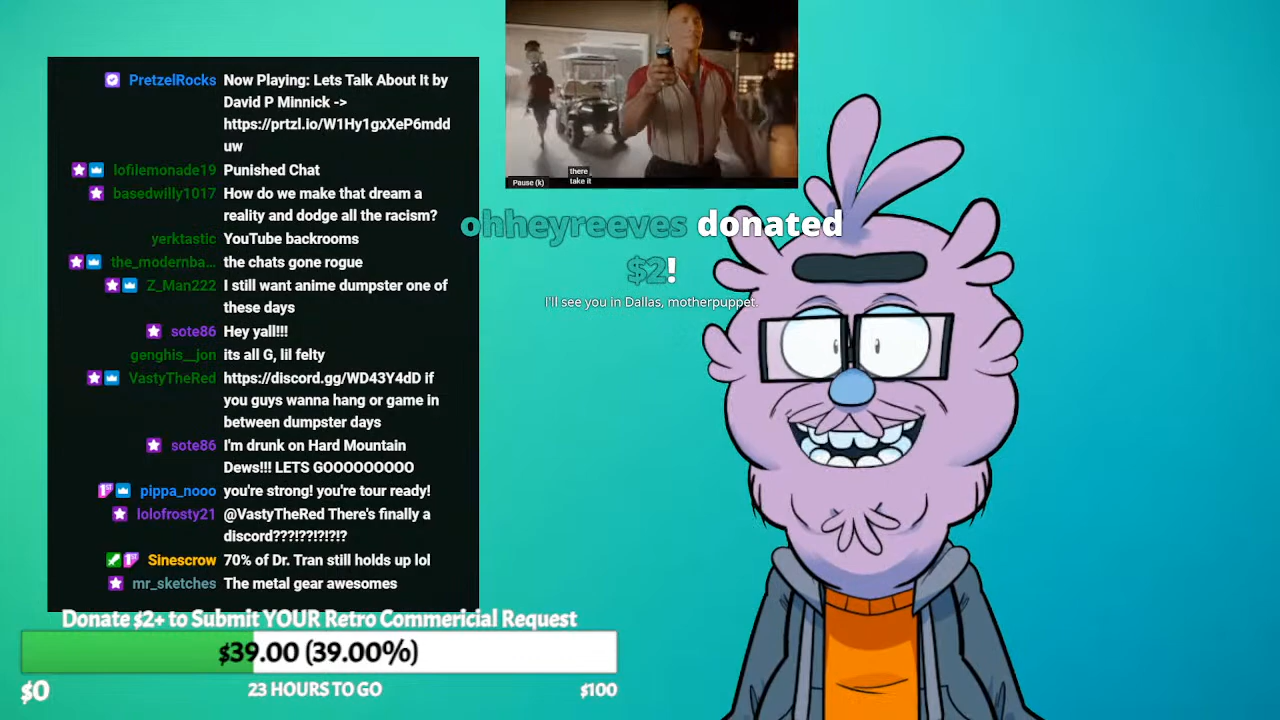 PretzelRocks Now Playing: Lets Talk About It by
David P Minnick ->
https://prtzl.io/W1Hy1gxXeP6mdd
uw
lofilemonade19 Punished Chat
basedwilly1017 How do we make that dream a
reality and dodge all the racism?
yerktastic YouTube backrooms
the_modernba... the chats gone rogue
Z_Man222 I still want anime dumpster one of
these days
sote86 Hey yall!!!
genghis__jon its all G, lil felty
VastyTheRed https://discord.gg/WD43Y4dD if
you guys wanna hang or game in
between dumpster days
sote86 I'm drunk on Hard Mountain
Dews!!! LETS GOOOOOOOOO
pippa_nooo you're strong! you're tour ready!
lolofrosty21 @VastyTheRed There's finally a
discord???!??!?!?!?
Sinescrow 70% of Dr. Tran still holds up lol
mr_sketches The metal gear awesomes
there
take it
Pause (k)
ohheyreeves donated
$2!
I'll see you in Dallas, motherpuppet.
Donate $2+ to Submit YOUR Retro Commericial Request
$39.00 (39.00%)
$0 23 HOURS TO GO $100